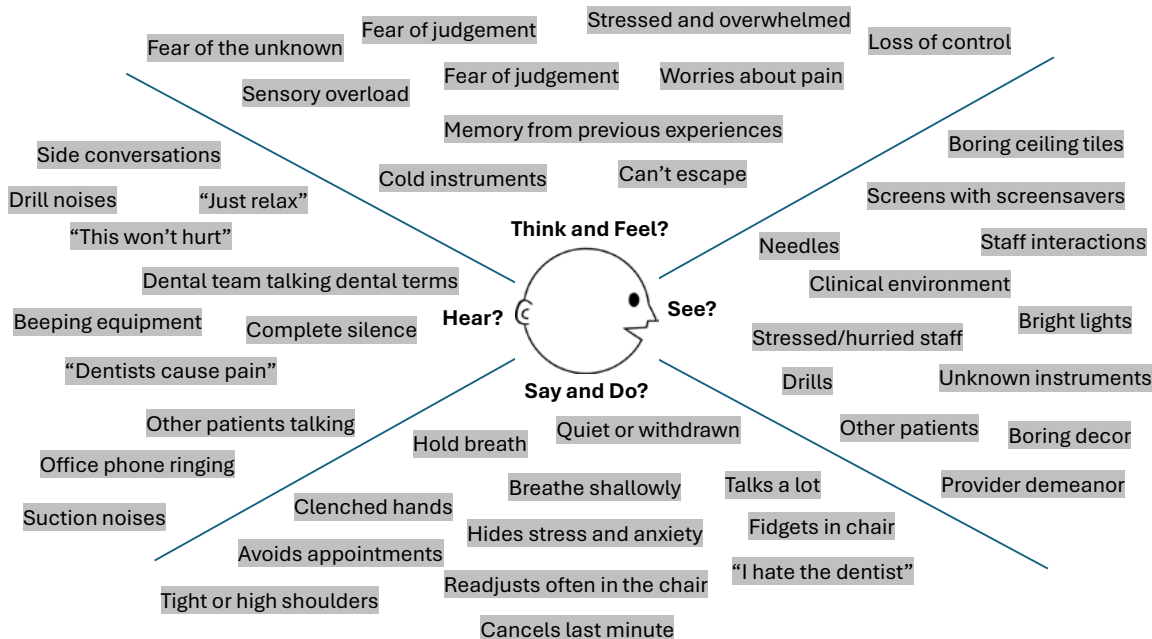 Fear of the unknown
Fear of judgement
Stressed and overwhelmed
Loss of control
Sensory overload
Fear of judgement
Worries about pain
Memory from previous experiences
Cold instruments
Can’t escape
Think and Feel?
Side conversations
Drill noises
“Just relax”
“This won’t hurt”
Dental team talking dental terms
Hear?
Beeping equipment
Complete silence
“Dentists cause pain”
Other patients talking
Office phone ringing
Suction noises
Boring ceiling tiles
Screens with screensavers
Needles
Staff interactions
Clinical environment
See?
Bright lights
Stressed/hurried staff
Drills
Unknown instruments
Other patients
Boring decor
Provider demeanor
Say and Do?
Hold breath
Quiet or withdrawn
Breathe shallowly
Talks a lot
Clenched hands
Hides stress and anxiety
Fidgets in chair
Avoids appointments
Readjusts often in the chair
“I hate the dentist”
Tight or high shoulders
Cancels last minute